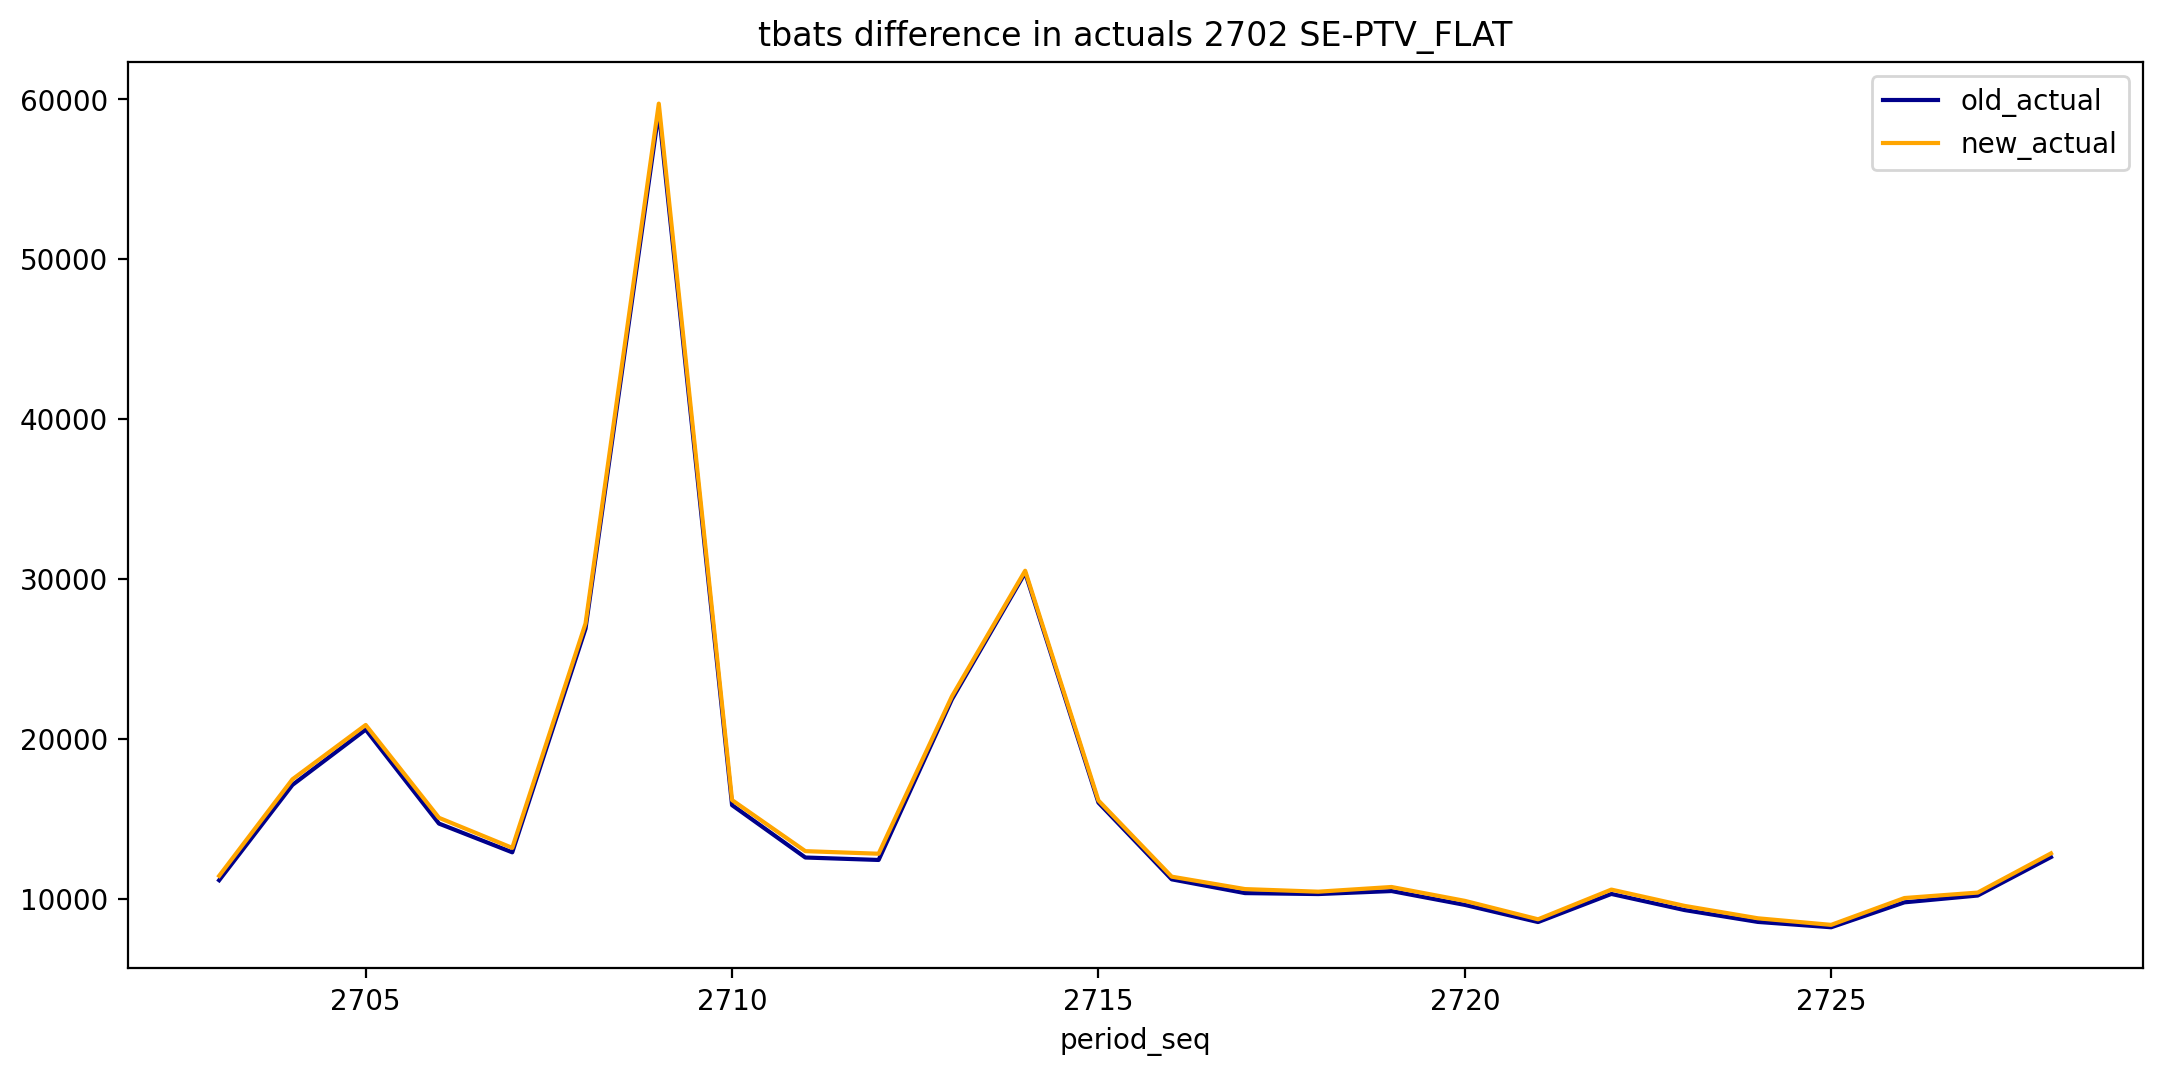 tbats difference in actuals 2702 SE-PTV_FLAT
old_actual
new_actual
60000
50000
40000
30000
20000
10000
2705
2710
2715
2720
2725
period_seq